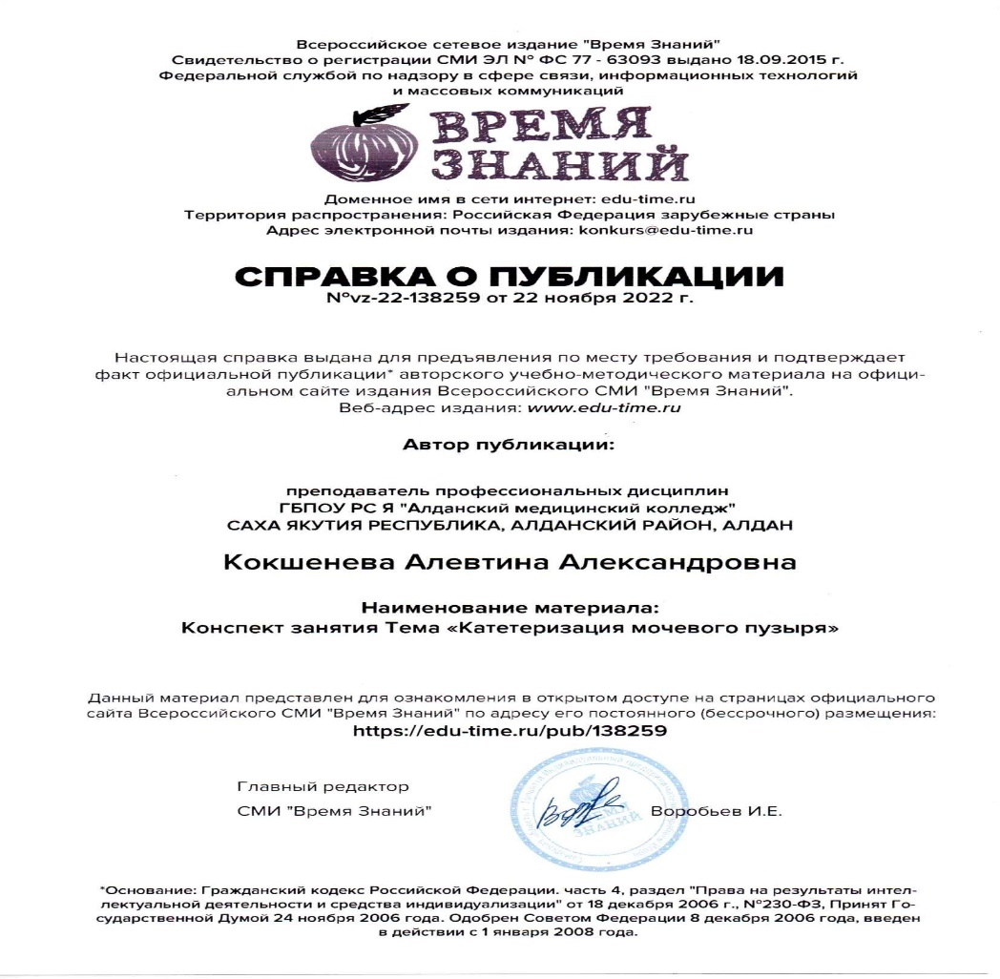 Всероссийское сетевое издание "Время Знаний"
Свидетельство о регистрации СМИ ЭЛ № ФС 77 - 63093 выдано 18.09.2015 г.
Федеральной службой по надзору в сфере связи, информационных технологий
и массовых коммуникаций
ВРЕМЯ
ЗНАНИЙ
Доменное имя в сети интернет: edu-time.ru
Территория распространения: Российская Федерация зарубежные страны
Адрес электронной почты издания: konkurs@edu-time.ru
СПРАВКА О ПУБЛИКАЦИИ
N°vz-22-138259 от 22 ноября 2022 г.
Настоящая справка выдана для предъявления по месту требования и подтверждает
факт официальной публикации* авторского учебно-методического материала на офици-
альном сайте издания Всероссийского СМИ "Время Знаний".
Веб-адрес издания: www.edu-time.ru
Автор публикации:
преподаватель профессиональных дисциплин
ГБПОУ РС Я "Алданский медицинский колледж"
САХА ЯКУТИЯ РЕСПУБЛИКА, АЛДАНСКИЙ РАЙОН, АЛДАН
Кокшенева Алевтина Александровна
Наименование материала:
Конспект занятия Тема «Катетеризация мочевого пузыря»
Данный материал представлен для ознакомления в открытом доступе на страницах официального
сайта Всероссийского СМИ "Время Знаний" по адресу его постоянного (бессрочного) размещения:
https://edu-time.ru/pub/138259
Главный редактор
СМИ "Время Знаний"
Воробьев И.Е.
ВРЕМЯ
ЗНАНИЙ
*Основание: Гражданский кодекс Российской Федерации. часть 4, раздел "Права на результаты интел-
лектуальной деятельности и средства индивидуализации" от 18 декабря 2006 г., N°230-ФЗ, Принят Го-
сударственной Думой 24 ноября 2006 года. Одобрен Советом Федерации 8 декабря 2006 года, введен
в действии с 1 января 2008 года.